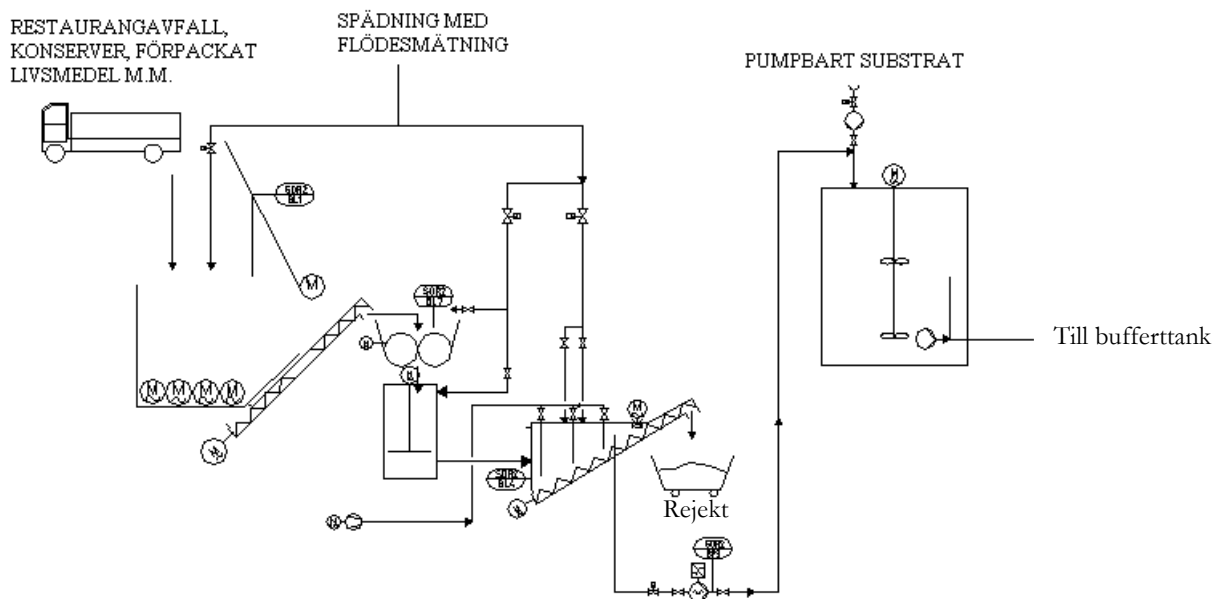 RESTAURANGAVFALL,
KONSERVER, FÖRPACKAT
LIVSMEDEL M.M.
SPÄDNING MED
FLÖDESMÄTNING
PUMPBART SUBSTRAT
M
M
M M M M
M
Till bufferttank
Rejekt